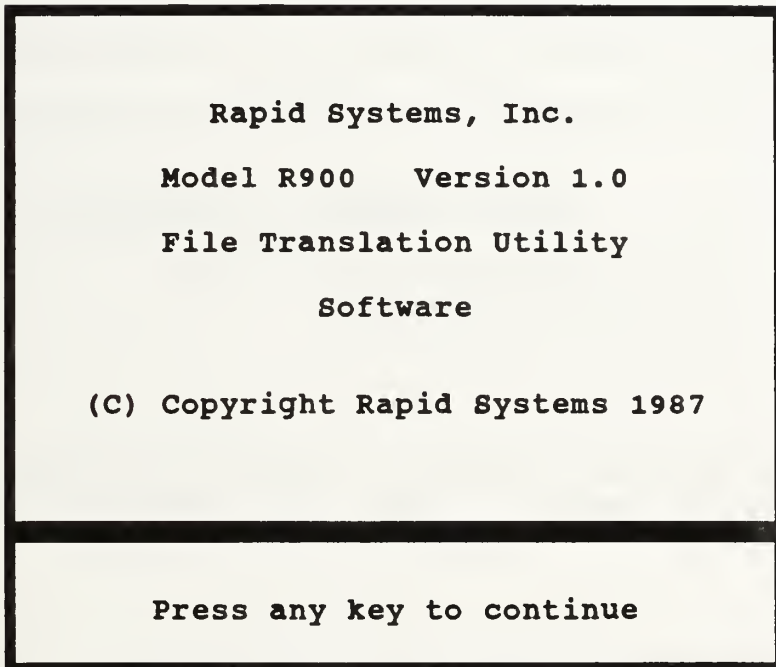 Rapid Systems, Inc.
Model R900 Version 1.0
File Translation Utility
Software
(C) Copyright Rapid Systems 1987
Press any key to continue